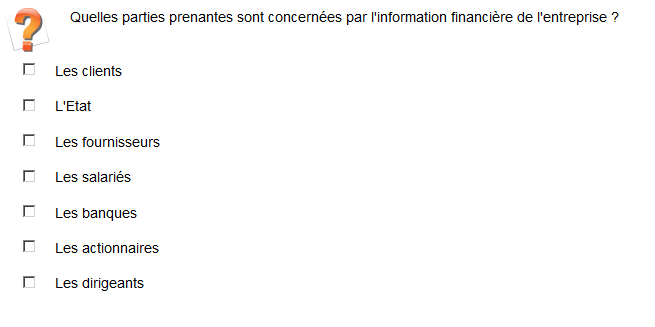 Quelles parties prenantes sont concernées par l'information financière de l'entreprise ?
Les clients
L'Etat
Les fournisseurs
Les salariés
Les banques
Les actionnaires
Les dirigeants